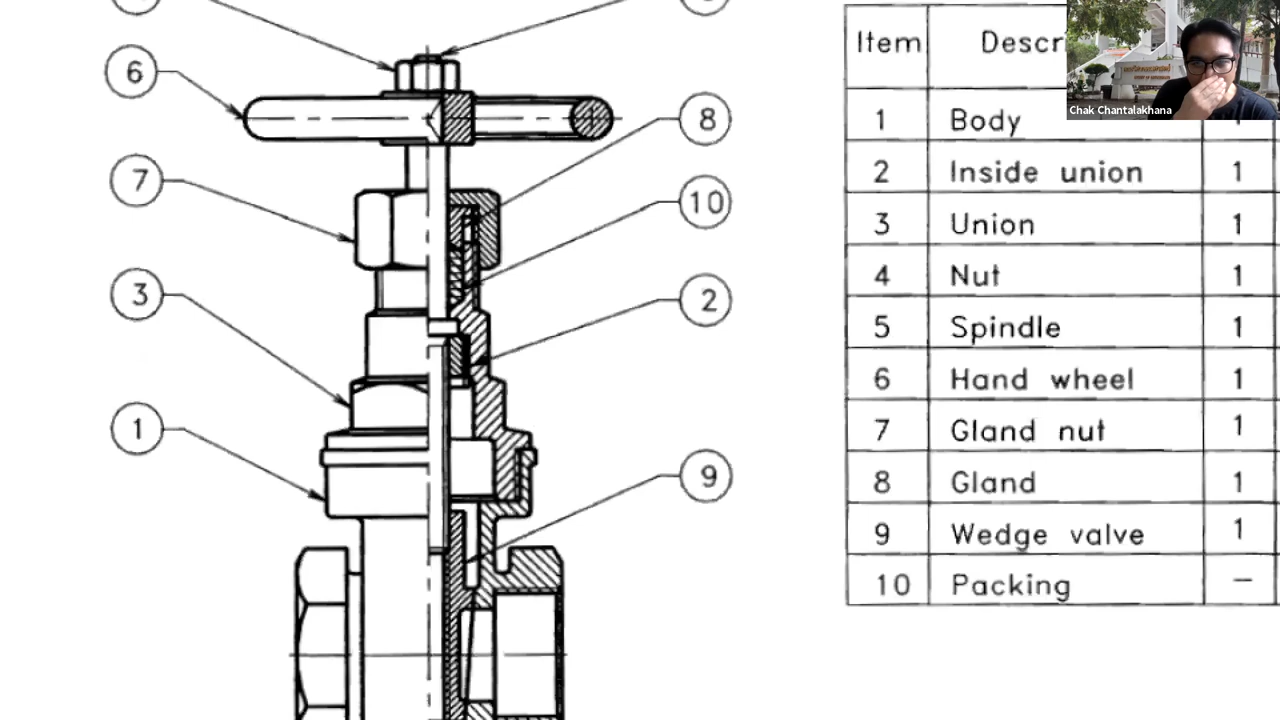 6
7
3
1
8
10
2
9
Item Descr
1 Body
2 Inside union 1
3 Union 1
4 Nut 1
5 Spindle 1
6 Hand wheel 1
7 Gland nut 1
8 Gland 1
9 Wedge valve 1
10 Packing –
Chak Chantalakhana